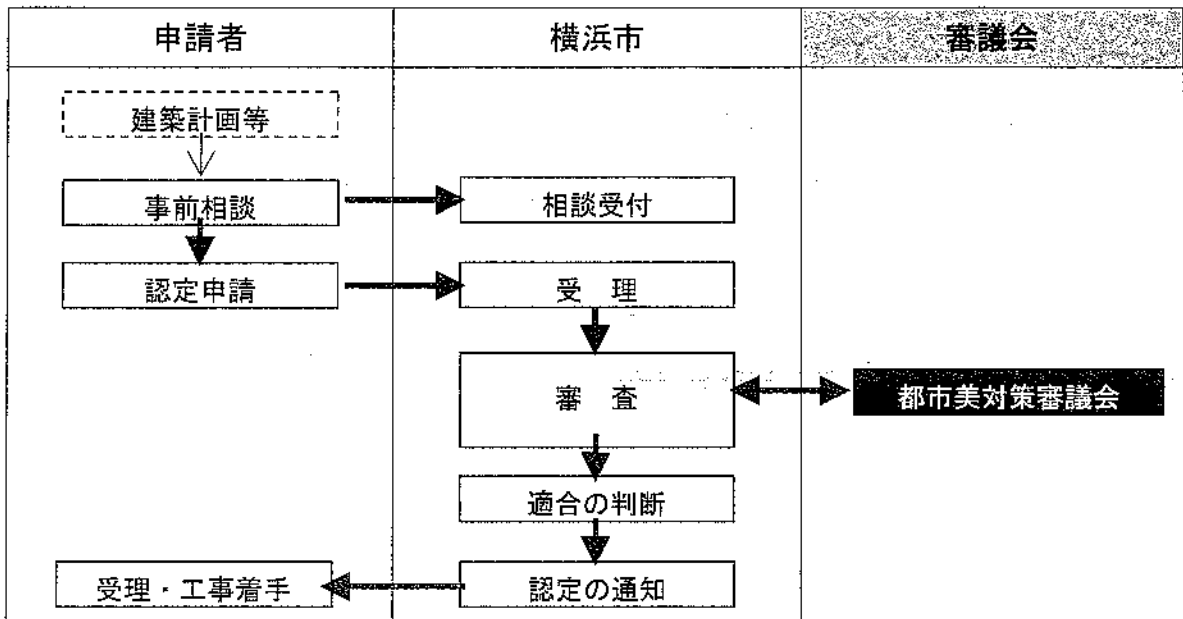 申請者 横浜市 審議会
建築計画等
事前相談 相談受付
認定申請 受 理
審 査 都市美対策審議会
適合の判断
受理・工事着手 認定の通知